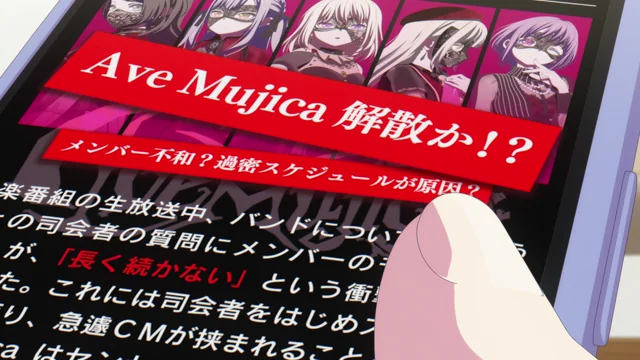 Ave Mujica 解散か！？
メンバー不和？過密スケジュールが原因？
楽番組の生放送中、バンドについ
の司会者の質問にメンバーの
が、「長く続かない」という衝
た。これには司会者をはじめ
り、急遽ＣＭが挟まれること
はセント